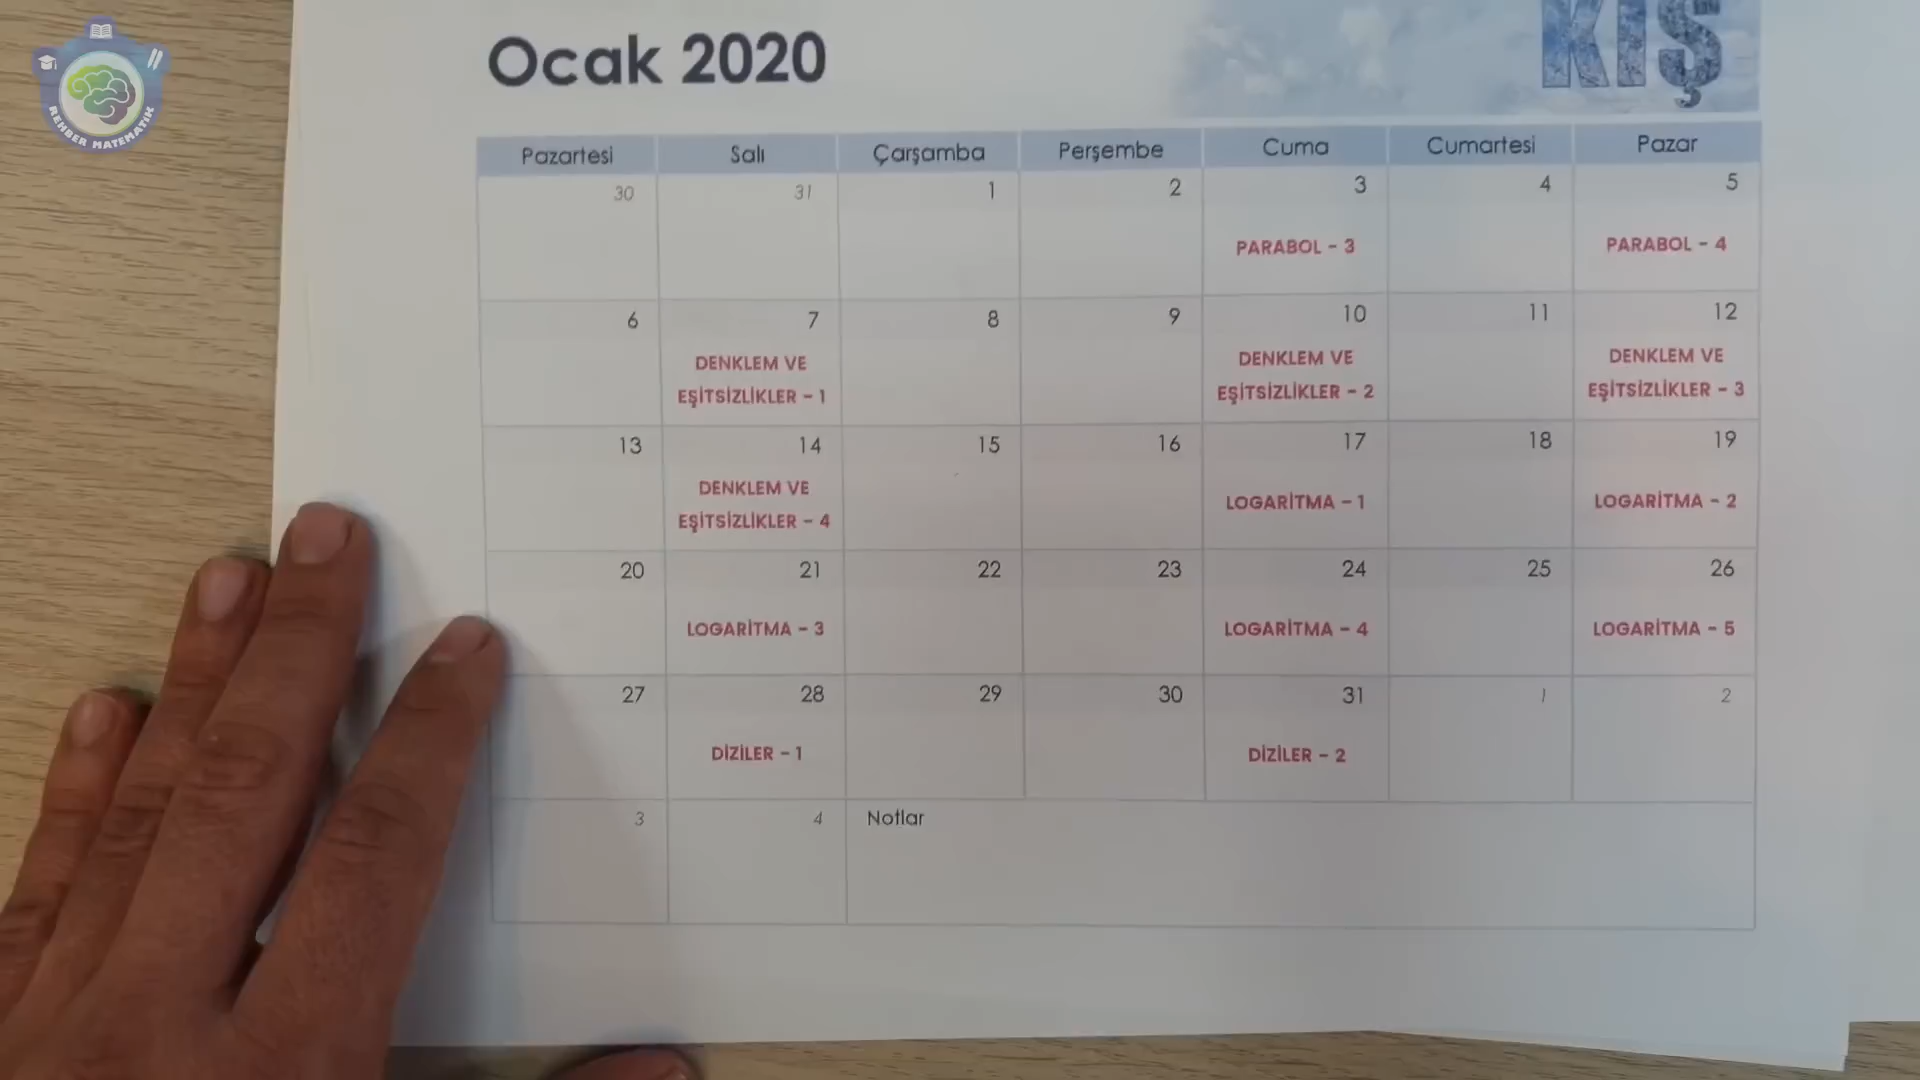 REHBER MATEMATİK
Ocak 2020
KIŞ
Pazartesi Salı Çarşamba Perşembe Cuma Cumartesi Pazar
30 31 1 2 3 4 5
PARABOL - 3 PARABOL - 4
6 7 8 9 10 11 12
DENKLEM VE DENKLEM VE DENKLEM VE
EŞİTSİZLİKLER - 1 EŞİTSİZLİKLER - 2 EŞİTSİZLİKLER - 3
13 14 15 16 17 18 19
DENKLEM VE
EŞİTSİZLİKLER - 4 LOGARİTMA - 1 LOGARİTMA - 2
20 21 22 23 24 25 26
LOGARİTMA - 3 LOGARİTMA - 4 LOGARİTMA - 5
27 28 29 30 31 1 2
DİZİLER - 1 DİZİLER - 2
3 4 Notlar